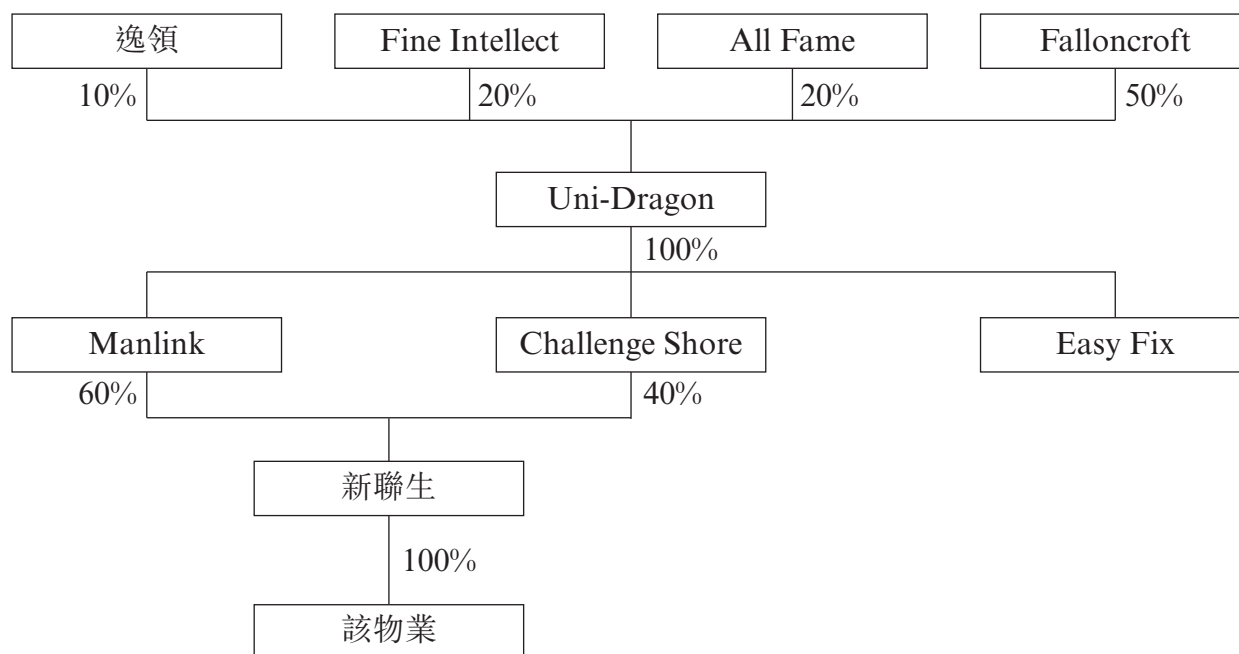 逸領 Fine Intellect All Fame Falloncroft
10% 20% 20% 50%
Uni-Dragon
100%
Manlink Challenge Shore Easy Fix
60% 40%
新聯生
100%
該物業